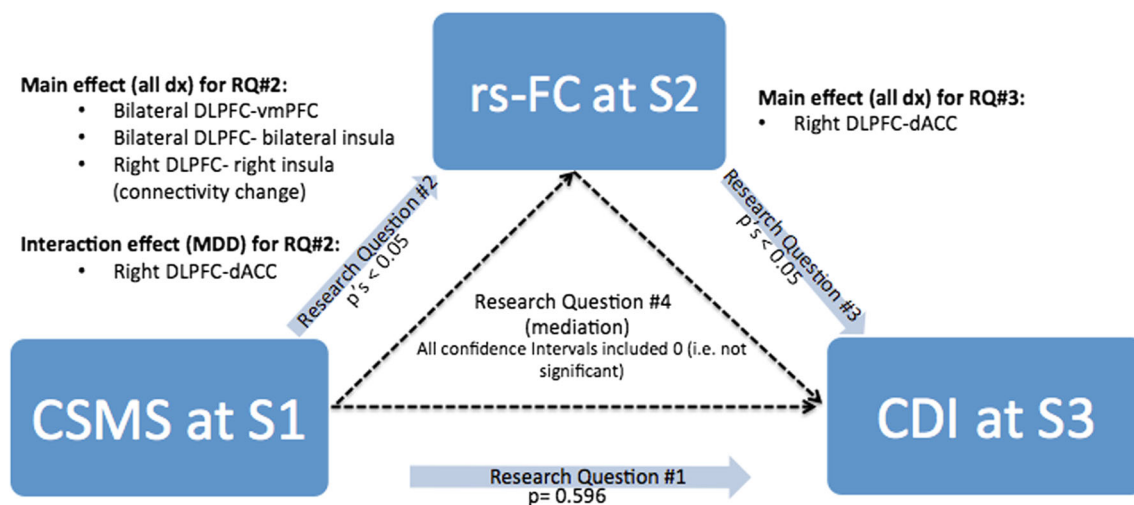 Main effect (all dx) for RQ#2:
• Bilateral DLPFC-vmPFC
• Bilateral DLPFC- bilateral insula
• Right DLPFC- right insula
(connectivity change)
Interaction effect (MDD) for RQ#2:
• Right DLPFC-dACC
rs-FC at S2
Main effect (all dx) for RQ#3:
• Right DLPFC-dACC
Research Question #2
p's < 0.05
Research Question #3
p's < 0.05
Research Question #4
(mediation)
All confidence Intervals included 0 (i.e. not
significant)
CSMS at S1
CDI at S3
Research Question #1
p= 0.596